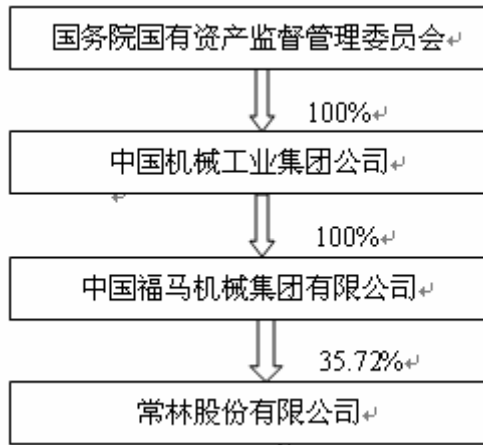 国务院国有资产监督管理委员会
100%
中国机械工业集团公司
100%
中国福马机械集团有限公司
35.72%
常林股份有限公司